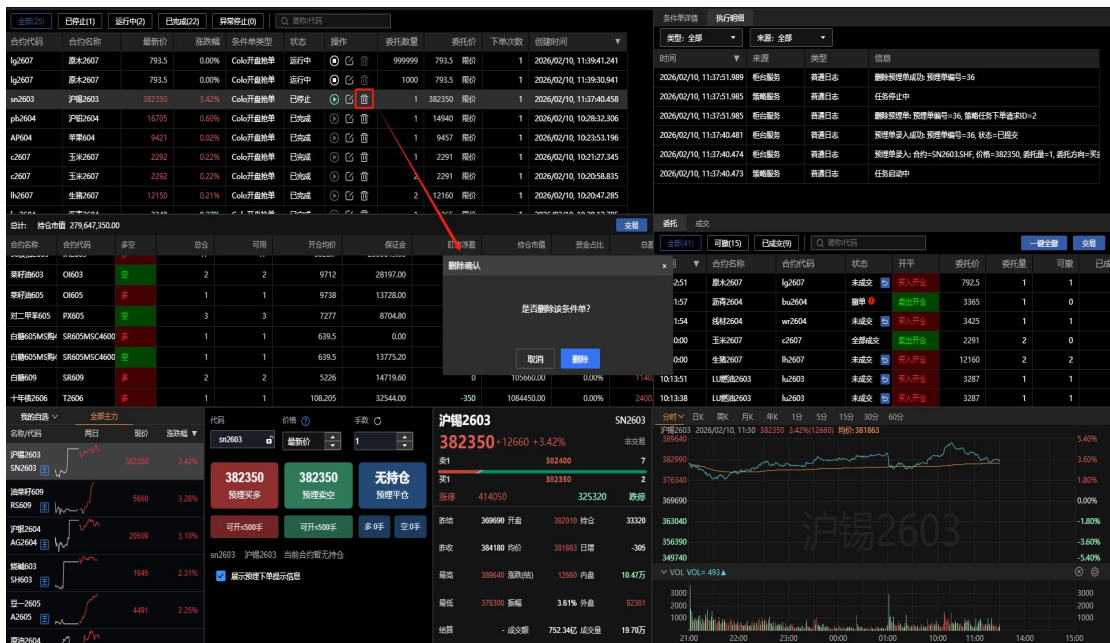 全部(25) 已停止(1) 运行中(2) 已完成(22) 异常停止(0) 简称/代码
合约代码 合约名称 最新价 涨跌幅 条件单类型 状态 操作 委托数量 委托价 下单次数 创建时间
lg2607 原木2607 793.5 0.00% Colo开盘抢单 运行中 999999 793.5 限价 1 2026/02/10, 11:39:41.241
lg2607 原木2607 793.5 0.00% Colo开盘抢单 运行中 1000 793.5 限价 1 2026/02/10, 11:39:30.941
sn2603 沪锡2603 382350 3.42% Colo开盘抢单 已停止 1 382350 限价 1 2026/02/10, 11:37:40.458
pb2604 沪铅2604 16705 0.60% Colo开盘抢单 已完成 1 14940 限价 1 2026/02/10, 10:28:32.306
AP604 苹果604 9421 0.02% Colo开盘抢单 已完成 1 9457 限价 1 2026/02/10, 10:23:53.196
c2607 玉米2607 2292 0.22% Colo开盘抢单 已完成 1 2291 限价 1 2026/02/10, 10:21:27.345
c2607 玉米2607 2292 0.22% Colo开盘抢单 已完成 2 2291 限价 1 2026/02/10, 10:20:58.835
lh2607 生猪2607 12150 0.21% Colo开盘抢单 已完成 2 12160 限价 1 2026/02/10, 10:20:47.285
条件单详情 执行明细
类型: 全部 来源: 全部
时间 来源 类型 信息
2026/02/10, 11:37:51.989 柜台服务 普通日志 删除预埋单成功: 预埋单编号=36
2026/02/10, 11:37:51.985 策略服务 普通日志 任务停止中
2026/02/10, 11:37:51.985 柜台服务 普通日志 删除预埋单: 预埋单编号=36, 策略任务下单请求ID=2
2026/02/10, 11:37:40.481 柜台服务 普通日志 预埋单录入成功: 预埋单编号=36, 状态=已提交
2026/02/10, 11:37:40.474 柜台服务 普通日志 预埋单录入: 合约=SN2603.SHF, 价格=382350, 委托量=1, 委托方向=买
2026/02/10, 11:37:40.473 策略服务 普通日志 任务启动中
总计: 持仓市值 279,647,350.00 交易
合约名称 合约代码 多空 总仓 可用 开仓均价 保证金 盯市浮盈 持仓市值 资金占比
菜籽油603 OI603 空 2 2 9712 28197.00
菜籽油605 OI605 多 1 1 9738 13728.00
对二甲苯605 PX605 空 3 3 7277 8704.80
白糖605MS购 SR605MSC4600 多 1 1 639.5 0.00
白糖605MS购 SR605MSC4600 空 1 1 639.5 13775.20
白糖609 SR609 多 2 2 5226 14719.60 0 105660.00 0.00% 1140.
十年债2606 T2606 多 1 1 108.205 32544.00 -350 1084450.00 0.00% 2400.
删除确认 ×
是否删除该条件单?
取消 删除
委托 成交
全部(41) 可撤(15) 已成交(9) 简称/代码 一键全撤 交易
合约名称 合约代码 状态 开平 委托价 委托量 可撤 已成
2:51 原木2607 lg2607 未成交 买入开仓 792.5 1 1
1:57 沥青2604 bu2604 撤单 卖出开仓 3365 1 0
1:54 线材2604 wr2604 未成交 买入开仓 3425 1 1
0:00 玉米2607 c2607 全部成交 卖出开仓 2291 2 0
0:00 生猪2607 lh2607 未成交 买入开仓 12160 2 2
10:13:51 LU燃油2603 lu2603 未成交 买入开仓 3287 1 1
10:13:38 LU燃油2603 lu2603 未成交 买入开仓 3287 1 1
我的自选 全部主力
名称/代码 两日 现价 涨跌幅
沪锡2603
SN2603 主 382350 3.42%
油菜籽609
RS609 主 5660 3.28%
沪银2604
AG2604 主 20509 3.10%
烧碱603
SH603 主 1945 2.31%
豆一2605
A2605 主 4491 2.25%
原油2604
代码 价格 手数
sn2603 最新价 1
382350 预埋买多
382350 预埋卖空
无持仓 预埋平仓
可开≤500手 可开≤500手 多:0手 空:0手
sn2603 沪锡2603 当前合约暂无持仓
展示预埋下单提示信息
沪锡2603 SN2603
382350 +12660 +3.42% 非交易
卖1 382400 7
买1 382350 2
涨停 414050 325320 跌停
昨结 369690 开盘 382010 持仓 33320
昨收 384180 均价 381863 日增 -305
最高 389640 涨跌(结) 12660 内盘 10.47万
最低 376300 振幅 3.61% 外盘 92361
结算 - 成交额 752.34亿 成交量 19.70万
分时 日K 周K 月K 年K 1分 5分 15分 30分 60分
沪锡2603 2026/02/10, 11:30 382350 3.42%(12660) 均价: 381863
389640 5.40%
382990 3.60%
376340 1.80%
369690 0.00%
363040 -1.80%
356390 -3.60%
349740 -5.40%
沪锡2603
VOL VOL= 493▲
3000 3000
2000 2000
1000 1000
21:00 22:00 23:00 00:00 01:00 10:00 11:00 14:00 15:00